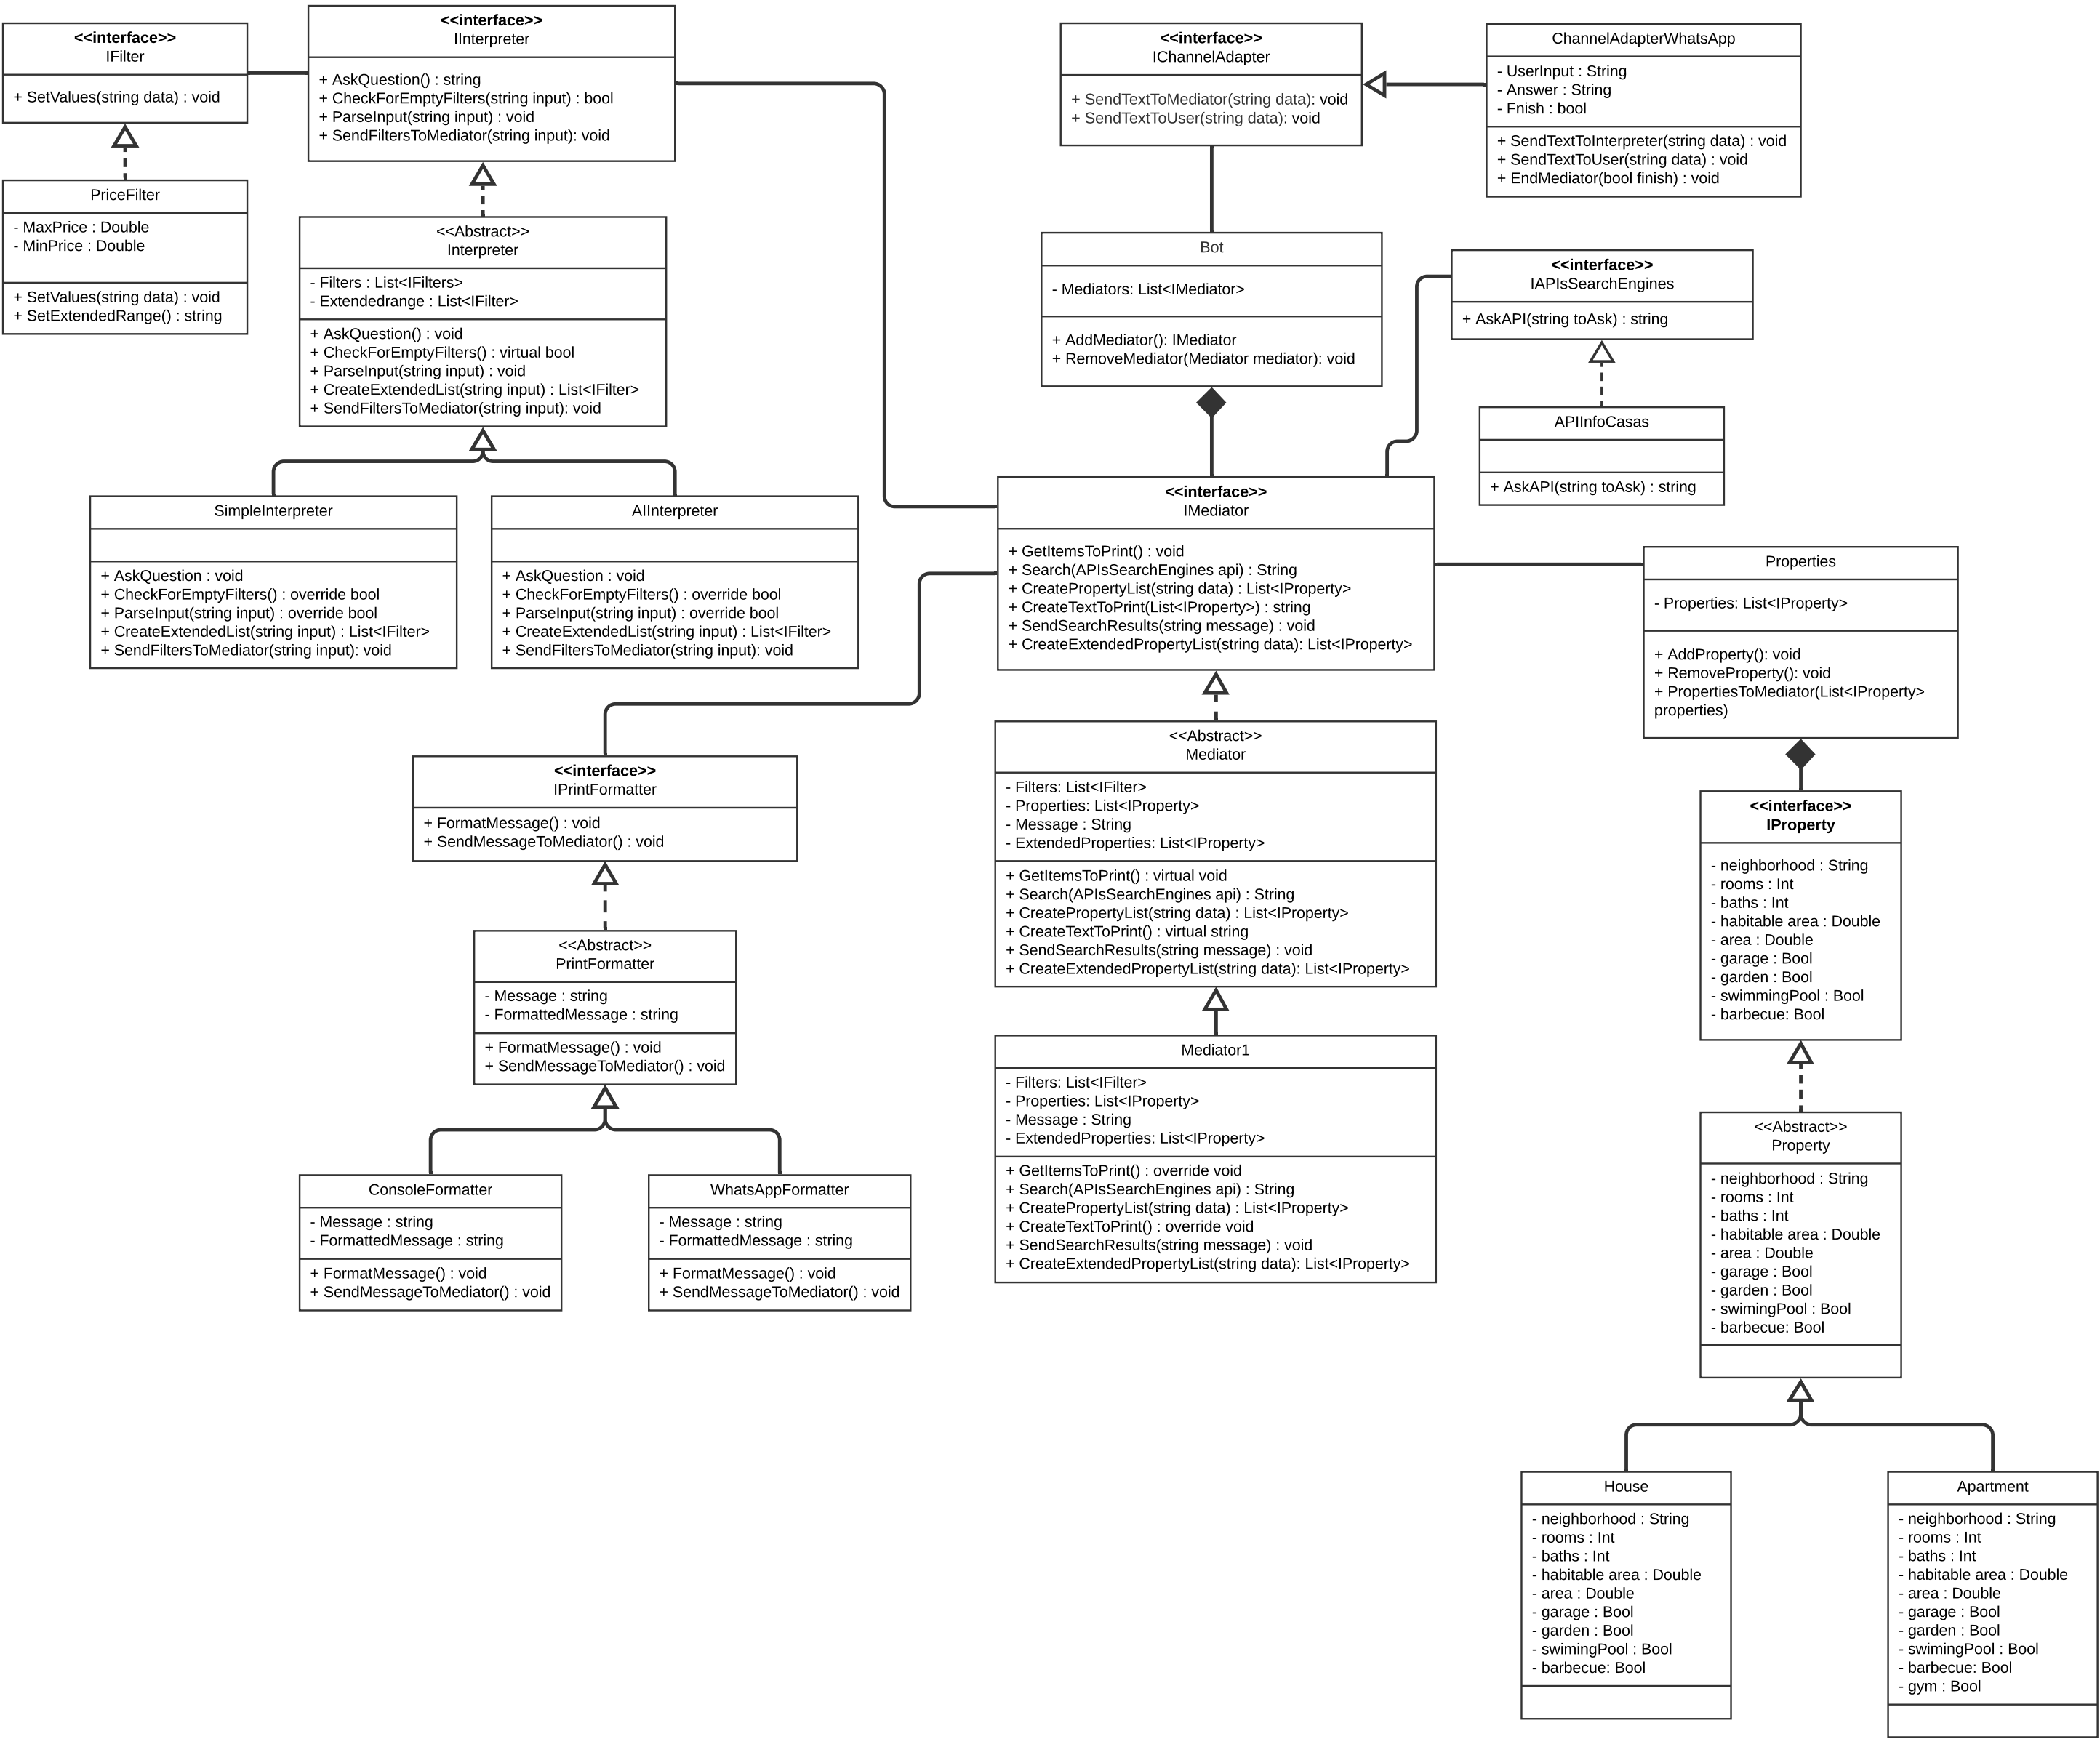 <<interface>>
IFilter
+ SetValues(string data) : void
<<interface>>
IInterpreter
+ AskQuestion() : string
+ CheckForEmptyFilters(string input) : bool
+ ParseInput(string input) : void
+ SendFiltersToMediator(string input): void
<<interface>>
IChannelAdapter
+ SendTextToMediator(string data): void
+ SendTextToUser(string data): void
ChannelAdapterWhatsApp
- UserInput : String
- Answer : String
- Fnish : bool
+ SendTextToInterpreter(string data) : void
+ SendTextToUser(string data) : void
+ EndMediator(bool finish) : void
PriceFilter
- MaxPrice : Double
- MinPrice : Double
+ SetValues(string data) : void
+ SetExtendedRange() : string
<<Abstract>>
Interpreter
- Filters : List<IFilters>
- Extendedrange : List<IFilter>
+ AskQuestion() : void
+ CheckForEmptyFilters() : virtual bool
+ ParseInput(string input) : void
+ CreateExtendedList(string input) : List<IFilter>
+ SendFiltersToMediator(string input): void
Bot
- Mediators: List<IMediator>
+ AddMediator(): IMediator
+ RemoveMediator(Mediator mediator): void
<<interface>>
IAPIsSearchEngines
+ AskAPI(string toAsk) : string
APIInfoCasas
+ AskAPI(string toAsk) : string
SimpleInterpreter
+ AskQuestion : void
+ CheckForEmptyFilters() : override bool
+ ParseInput(string input) : override bool
+ CreateExtendedList(string input) : List<IFilter>
+ SendFiltersToMediator(string input): void
AIInterpreter
+ AskQuestion : void
+ CheckForEmptyFilters() : override bool
+ ParseInput(string input) : override bool
+ CreateExtendedList(string input) : List<IFilter>
+ SendFiltersToMediator(string input): void
<<interface>>
IMediator
+ GetItemsToPrint() : void
+ Search(APIsSearchEngines api) : String
+ CreatePropertyList(string data) : List<IProperty>
+ CreateTextToPrint(List<IProperty>) : string
+ SendSearchResults(string message) : void
+ CreateExtendedPropertyList(string data): List<IProperty>
Properties
- Properties: List<IProperty>
+ AddProperty(): void
+ RemoveProperty(): void
+ PropertiesToMediator(List<IProperty>
properties)
<<interface>>
IPrintFormatter
+ FormatMessage() : void
+ SendMessageToMediator() : void
<<Abstract>>
Mediator
- Filters: List<IFilter>
- Properties: List<IProperty>
- Message : String
- ExtendedProperties: List<IProperty>
+ GetItemsToPrint() : virtual void
+ Search(APIsSearchEngines api) : String
+ CreatePropertyList(string data) : List<IProperty>
+ CreateTextToPrint() : virtual string
+ SendSearchResults(string message) : void
+ CreateExtendedPropertyList(string data): List<IProperty>
<<interface>>
IProperty
- neighborhood : String
- rooms : Int
- baths : Int
- habitable area : Double
- area : Double
- garage : Bool
- garden : Bool
- swimmingPool : Bool
- barbecue: Bool
<<Abstract>>
PrintFormatter
- Message : string
- FormattedMessage : string
+ FormatMessage() : void
+ SendMessageToMediator() : void
Mediator1
- Filters: List<IFilter>
- Properties: List<IProperty>
- Message : String
- ExtendedProperties: List<IProperty>
+ GetItemsToPrint() : override void
+ Search(APIsSearchEngines api) : String
+ CreatePropertyList(string data) : List<IProperty>
+ CreateTextToPrint() : override void
+ SendSearchResults(string message) : void
+ CreateExtendedPropertyList(string data): List<IProperty>
<<Abstract>>
Property
- neighborhood : String
- rooms : Int
- baths : Int
- habitable area : Double
- area : Double
- garage : Bool
- garden : Bool
- swimingPool : Bool
- barbecue: Bool
ConsoleFormatter
- Message : string
- FormattedMessage : string
+ FormatMessage() : void
+ SendMessageToMediator() : void
WhatsAppFormatter
- Message : string
- FormattedMessage : string
+ FormatMessage() : void
+ SendMessageToMediator() : void
House
- neighborhood : String
- rooms : Int
- baths : Int
- habitable area : Double
- area : Double
- garage : Bool
- garden : Bool
- swimingPool : Bool
- barbecue: Bool
Apartment
- neighborhood : String
- rooms : Int
- baths : Int
- habitable area : Double
- area : Double
- garage : Bool
- garden : Bool
- swimingPool : Bool
- barbecue: Bool
- gym : Bool